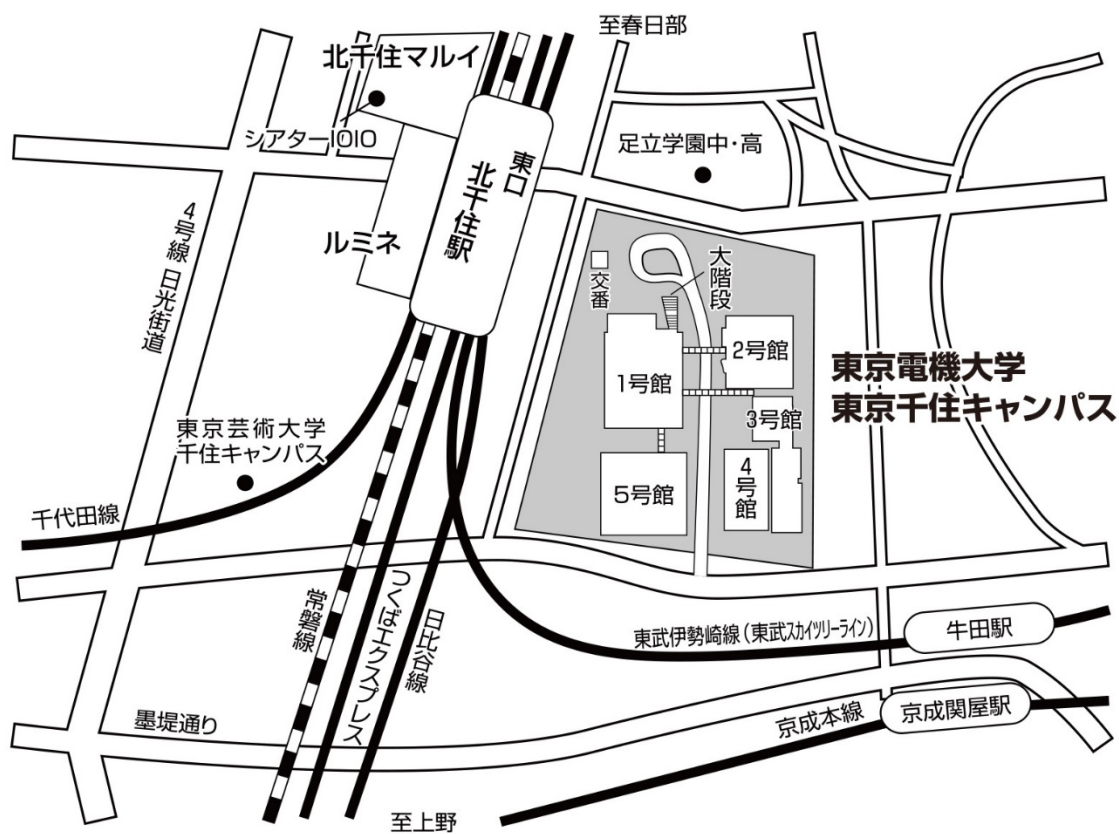 至春日部
北千住マルイ
シアター1010
足立学園中・高
東口
北千住駅
ルミネ
4号線 日光街道
交番
大階段
1号館
2号館
3号館
4号館
5号館
東京電機大学
東京千住キャンパス
東京芸術大学
千住キャンパス
千代田線
常磐線
つくばエクスプレス
日比谷線
東武伊勢崎線(東武スカイツリーライン)
牛田駅
墨堤通り
京成本線
京成関屋駅
至上野